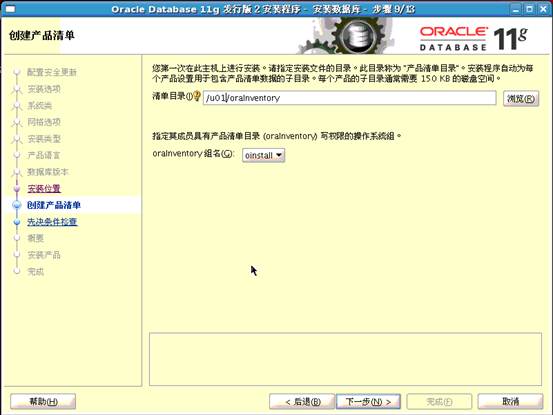 Oracle Database 11g 发行版 2 安装程序 - 安装数据库 - 步骤 9/13
创建产品清单
ORACLE 11g
DATABASE
配置安全更新
安装选项
系统类
网格选项
安装类型
产品语言
数据库版本
安装位置
创建产品清单
先决条件检查
概要
安装产品
完成
您第一次在此主机上进行安装。请指定安装文件的目录。此目录称为 "产品清单目录"。安装程序自动为每
个产品设置用于包含产品清单数据的子目录。每个产品的子目录通常需要 150 KB 的磁盘空间。
清单目录(I): /u01/oraInventory 浏览(R)
指定其成员具有产品清单目录 (oraInventory) 写权限的操作系统组。
oraInventory 组名(G): oinstall
帮助(H) < 后退(B) 下一步(N) > 完成(F) 取消